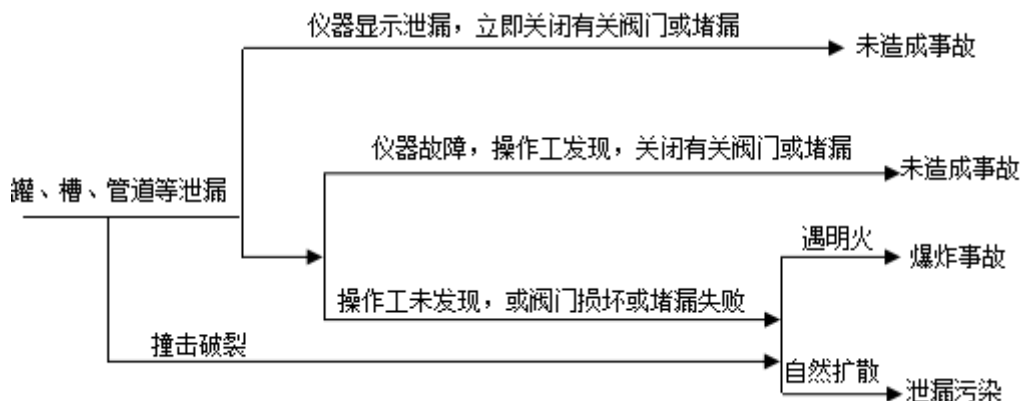 仪器显示泄漏，立即关闭有关阀门或堵漏
未造成事故
仪器故障，操作工发现，关闭有关阀门或堵漏
未造成事故
罐、槽、管道等泄漏
遇明火
爆炸事故
操作工未发现，或阀门损坏或堵漏失败
撞击破裂
自然扩散
泄漏污染